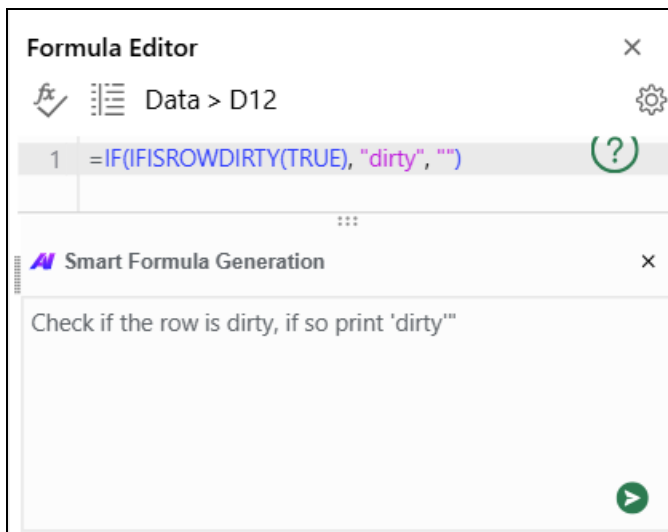 Formula Editor
Data > D12
1 =IF(IFISROWDIRTY(TRUE), "dirty", "")
AI Smart Formula Generation
Check if the row is dirty, if so print 'dirty'"